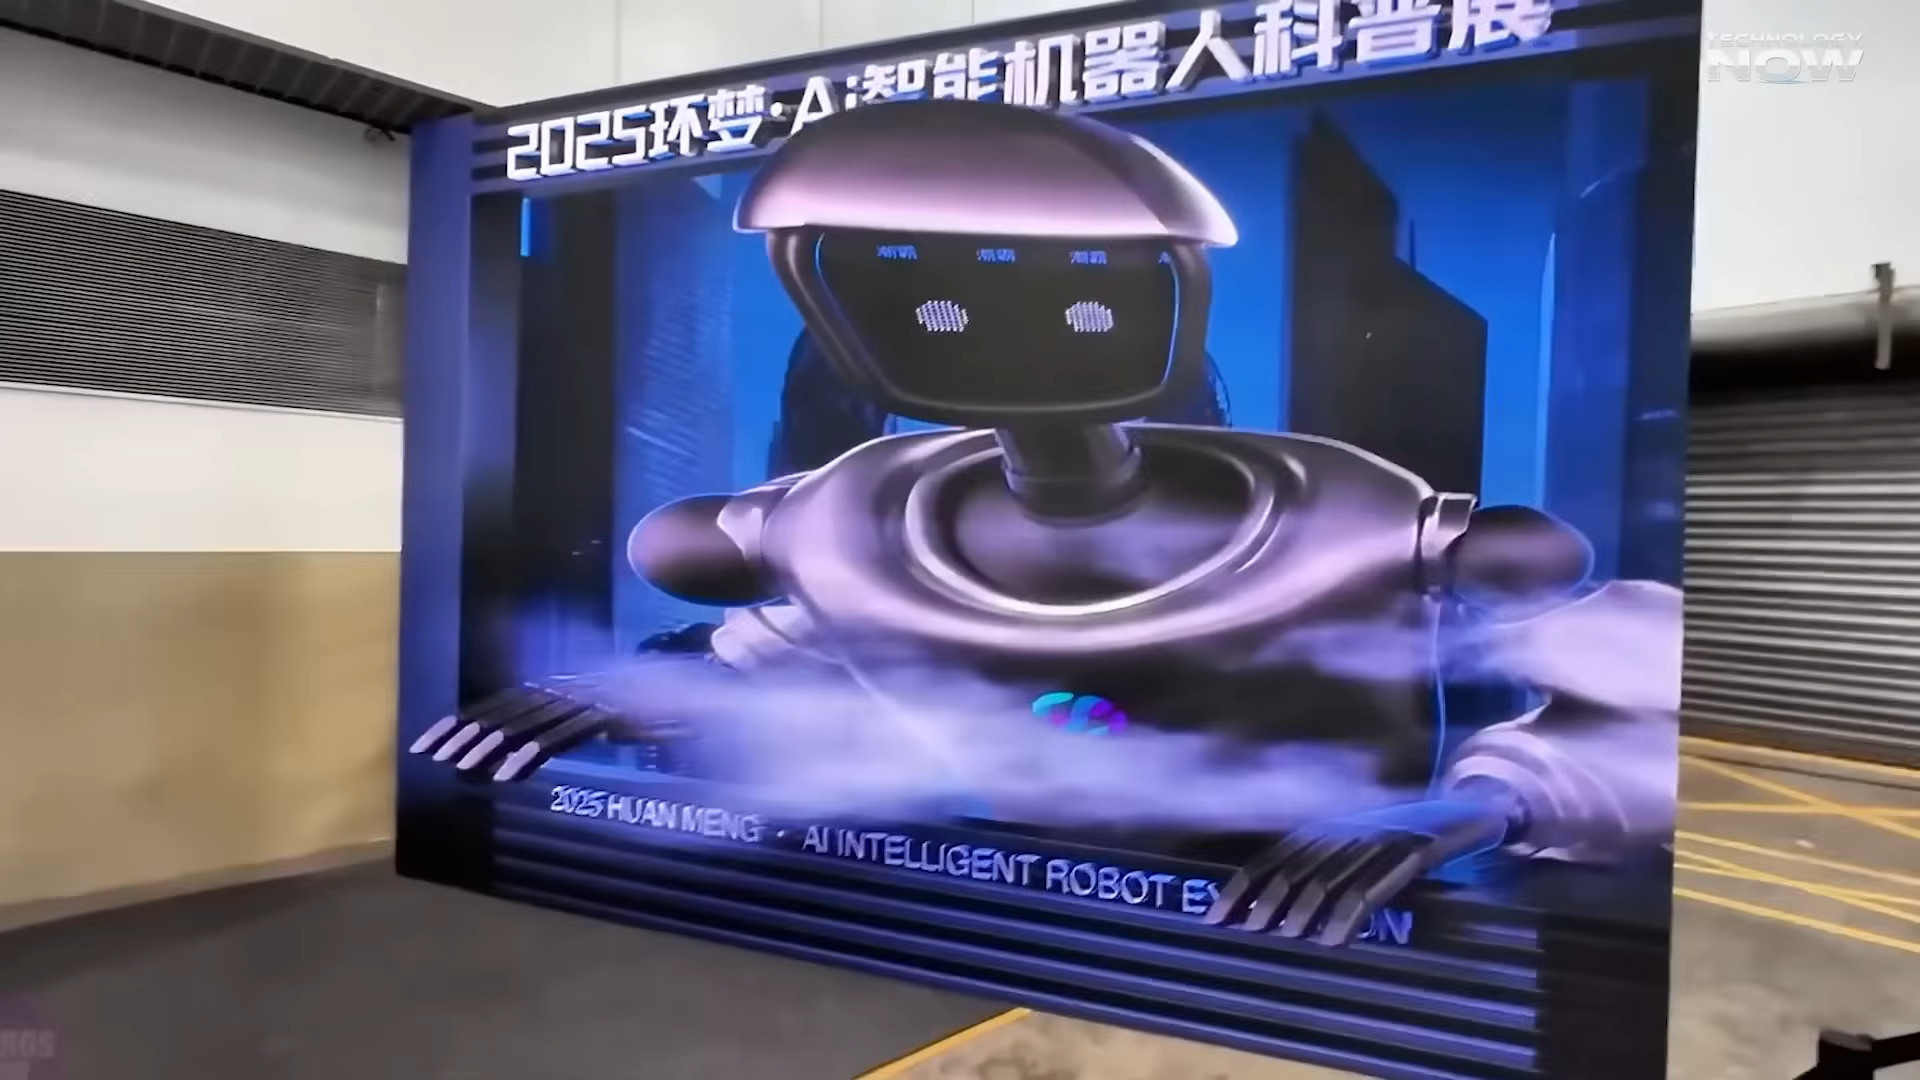 TECHNOLOGY
NOW
2025环梦·Ai智能机器人科普展
2025 HUAN MENG · AI INTELLIGENT ROBOT
ROS